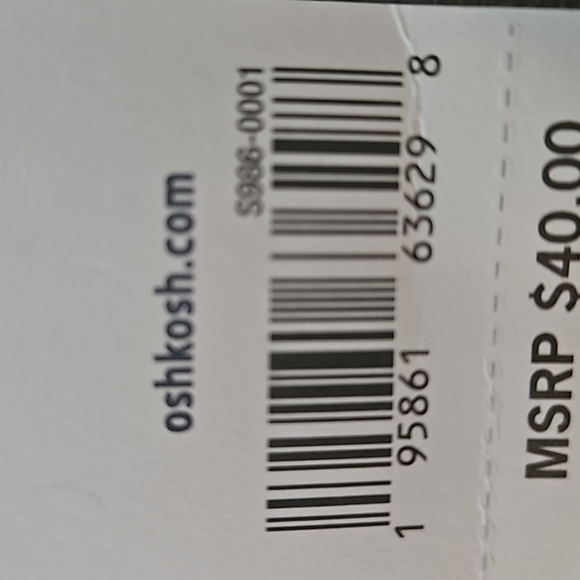 oshkosh.com
S986-0001
1 95861 63629 8
MSRP $40.00